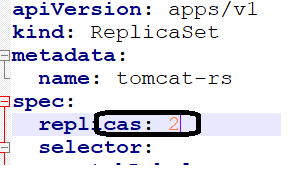 apiVersion: apps/v1
kind: ReplicaSet
metadata:
name: tomcat-rs
spec:
replicas: 2
selector: